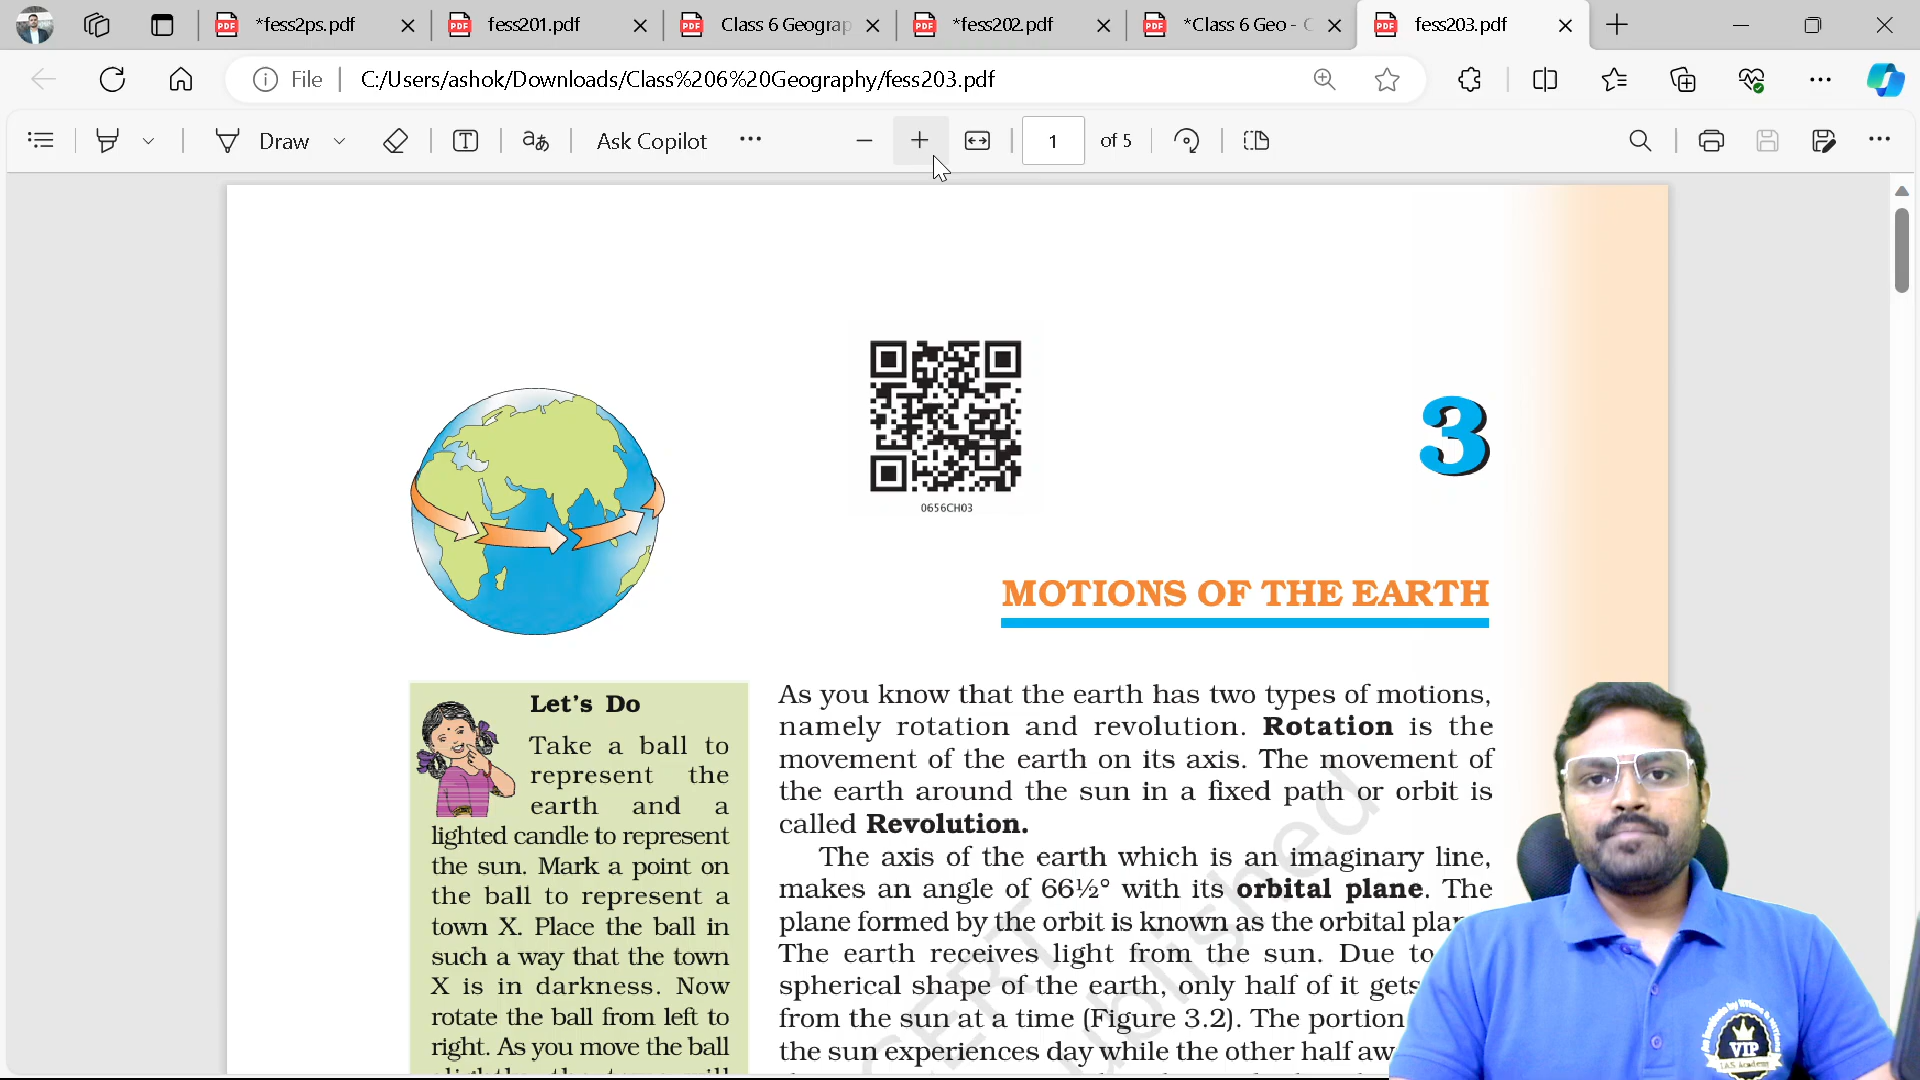 *fess2ps.pdf
fess201.pdf
Class 6 Geograp
*fess202.pdf
*Class 6 Geo - C
fess203.pdf
File
C:/Users/ashok/Downloads/Class%206%20Geography/fess203.pdf
Draw
Ask Copilot
1
of 5
0656CH03
3
MOTIONS OF THE EARTH
Let's Do
Take a ball to
represent the
earth and a
lighted candle to represent
the sun. Mark a point on
the ball to represent a
town X. Place the ball in
such a way that the town
X is in darkness. Now
rotate the ball from left to
right. As you move the ball
As you know that the earth has two types of motions,
namely rotation and revolution. Rotation is the
movement of the earth on its axis. The movement of
the earth around the sun in a fixed path or orbit is
called Revolution.
The axis of the earth which is an imaginary line,
makes an angle of 66½° with its orbital plane. The
plane formed by the orbit is known as the orbital plan
The earth receives light from the sun. Due to
spherical shape of the earth, only half of it gets
from the sun at a time (Figure 3.2). The portion
the sun experiences day while the other half aw
VIP
IAS Academy